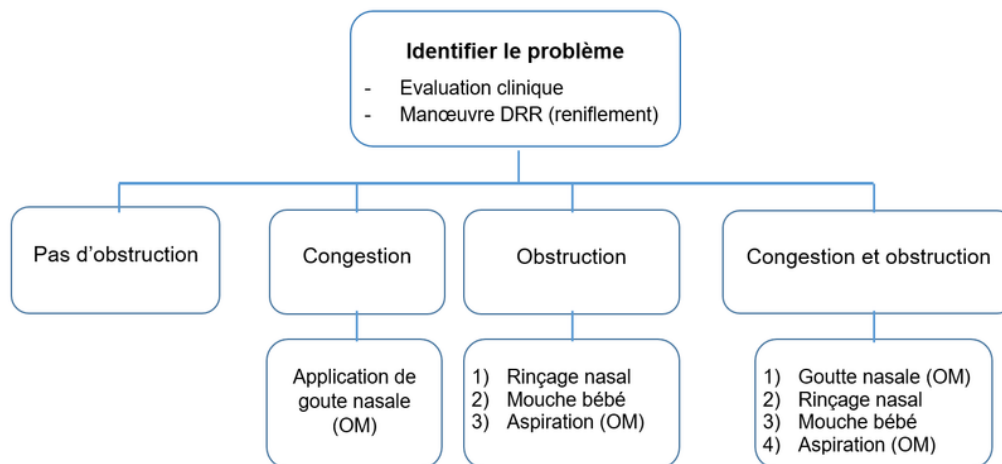 Identifier le problème
- Evaluation clinique
- Manœuvre DRR (reniflement)
Pas d'obstruction
Congestion
Obstruction
Congestion et obstruction
Application de
goute nasale
(OM)
1) Rinçage nasal
2) Mouche bébé
3) Aspiration (OM)
1) Goutte nasale (OM)
2) Rinçage nasal
3) Mouche bébé
4) Aspiration (OM)